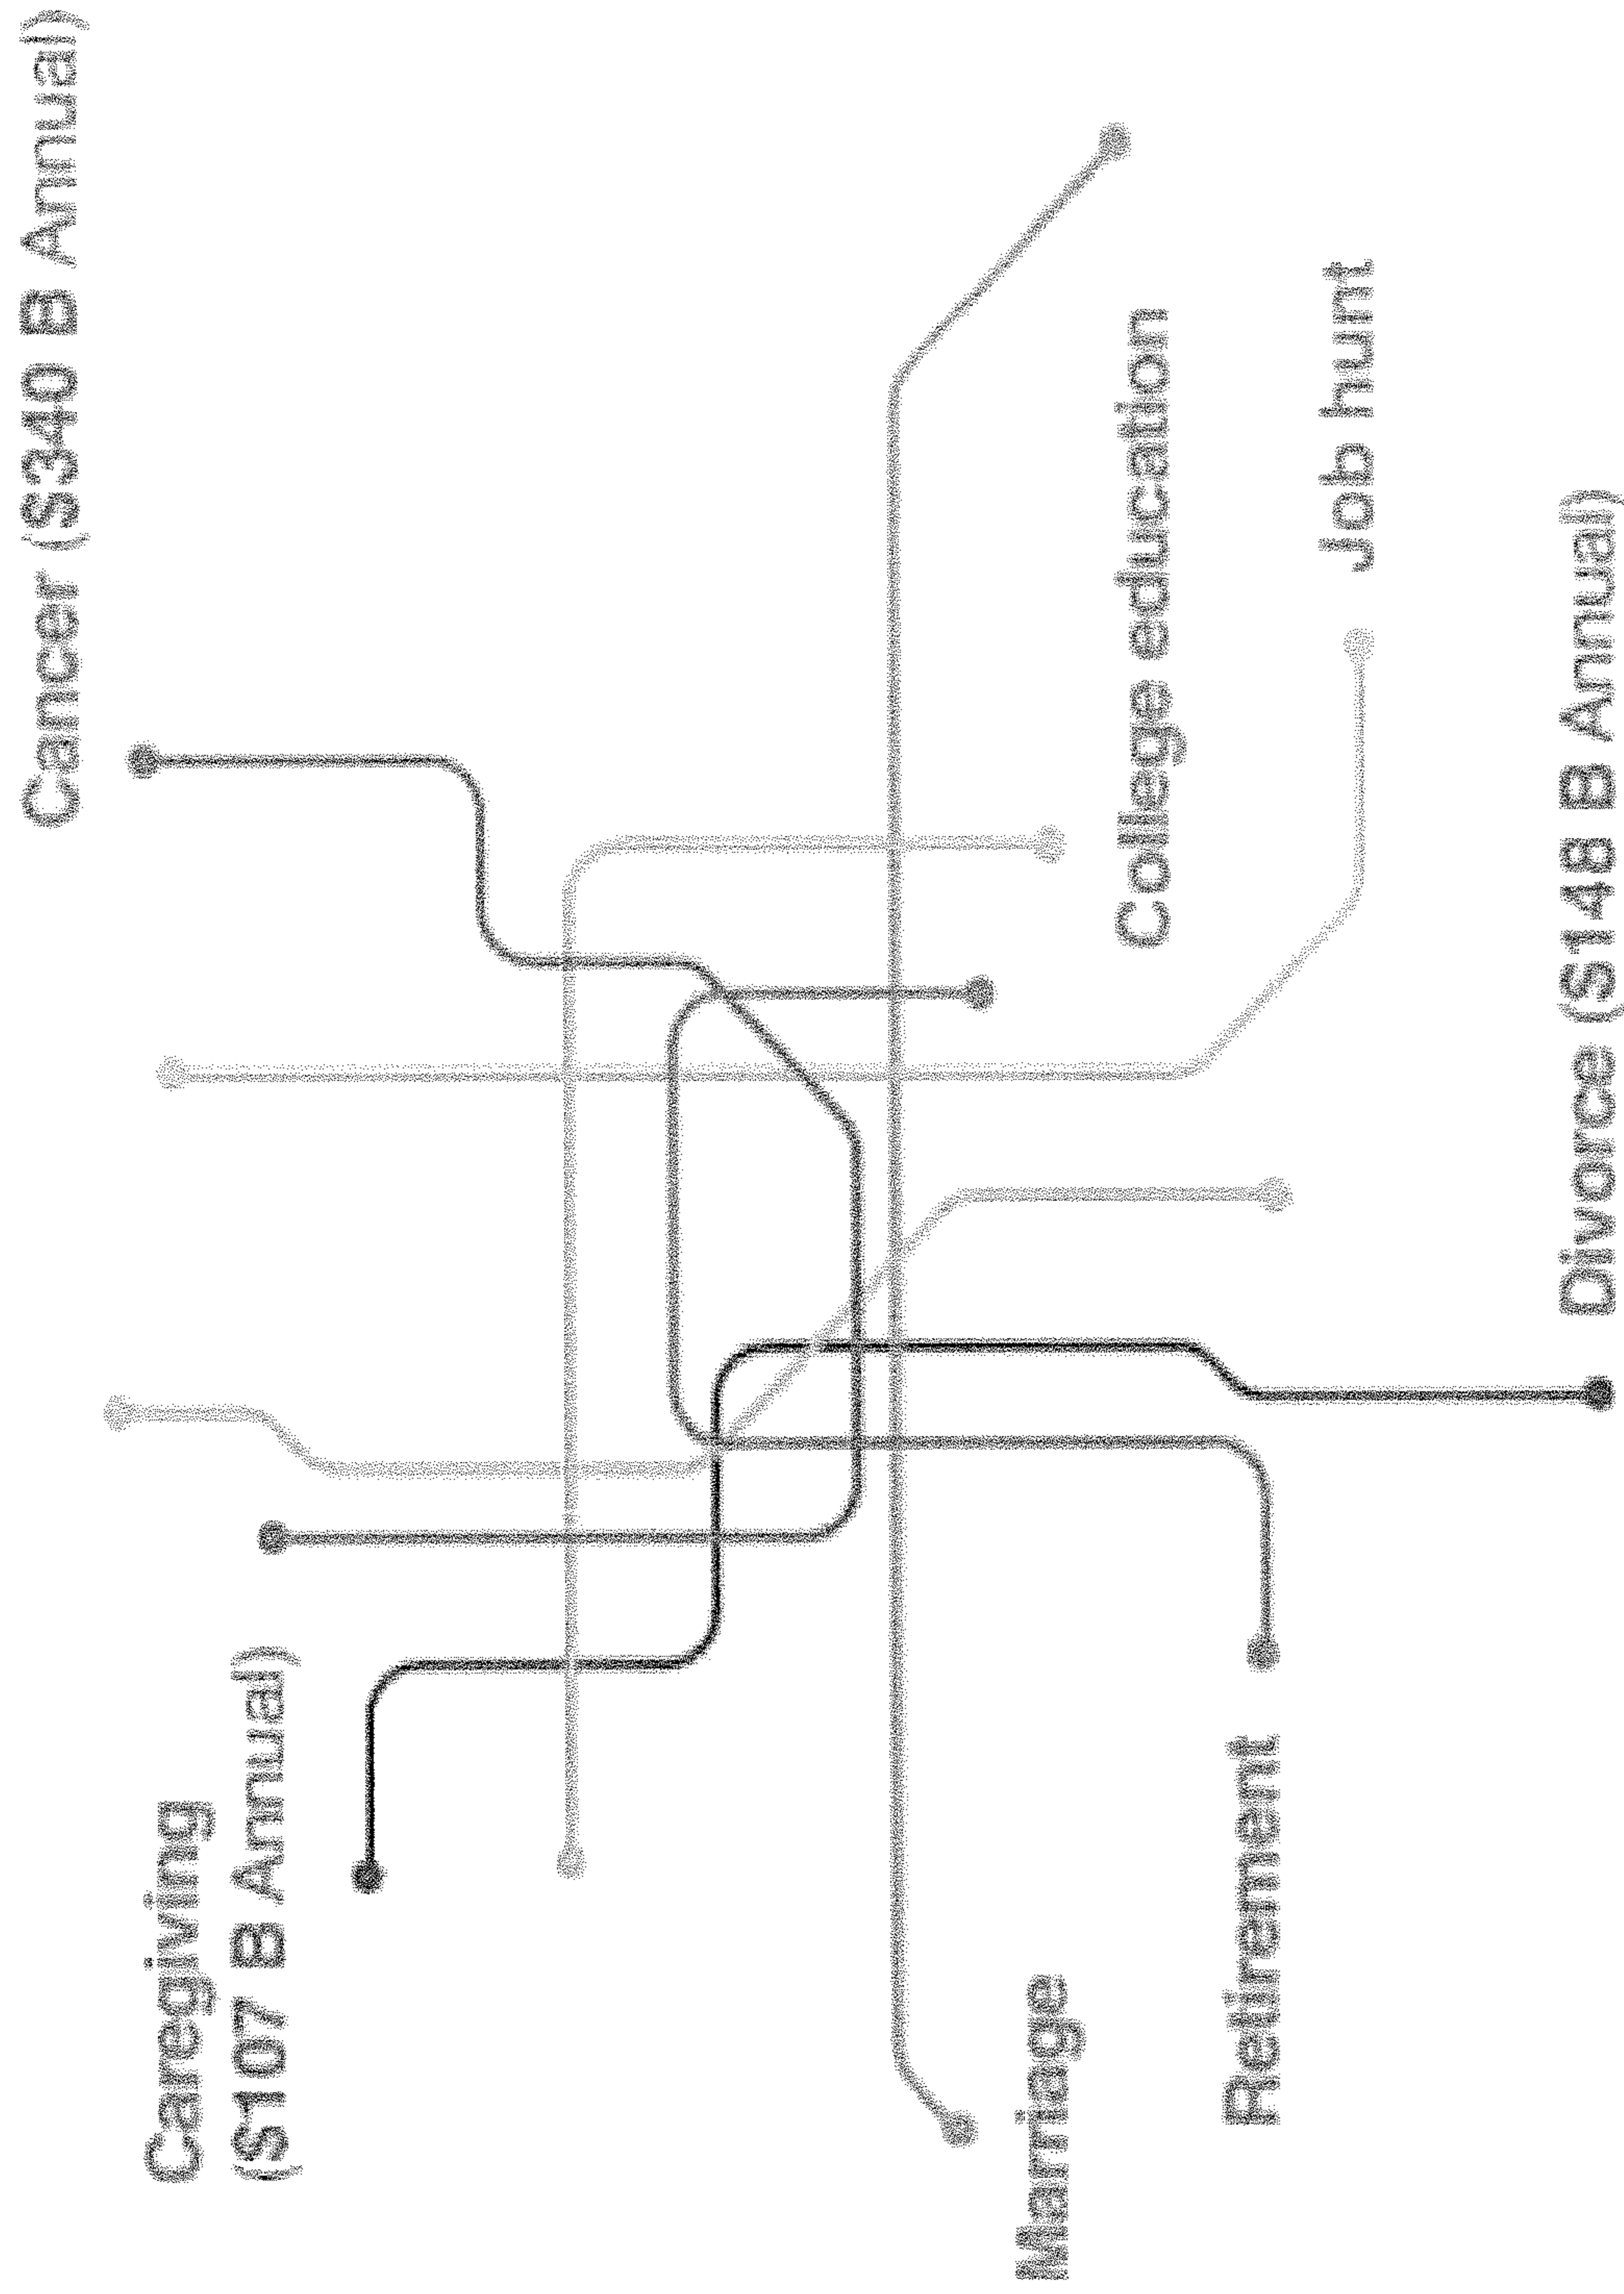 Cancer ($340 B Annual)
Caregiving
($107 B Annual)
Marriage
College education
Retirement
Job hunt
Divorce ($148 B Annual)